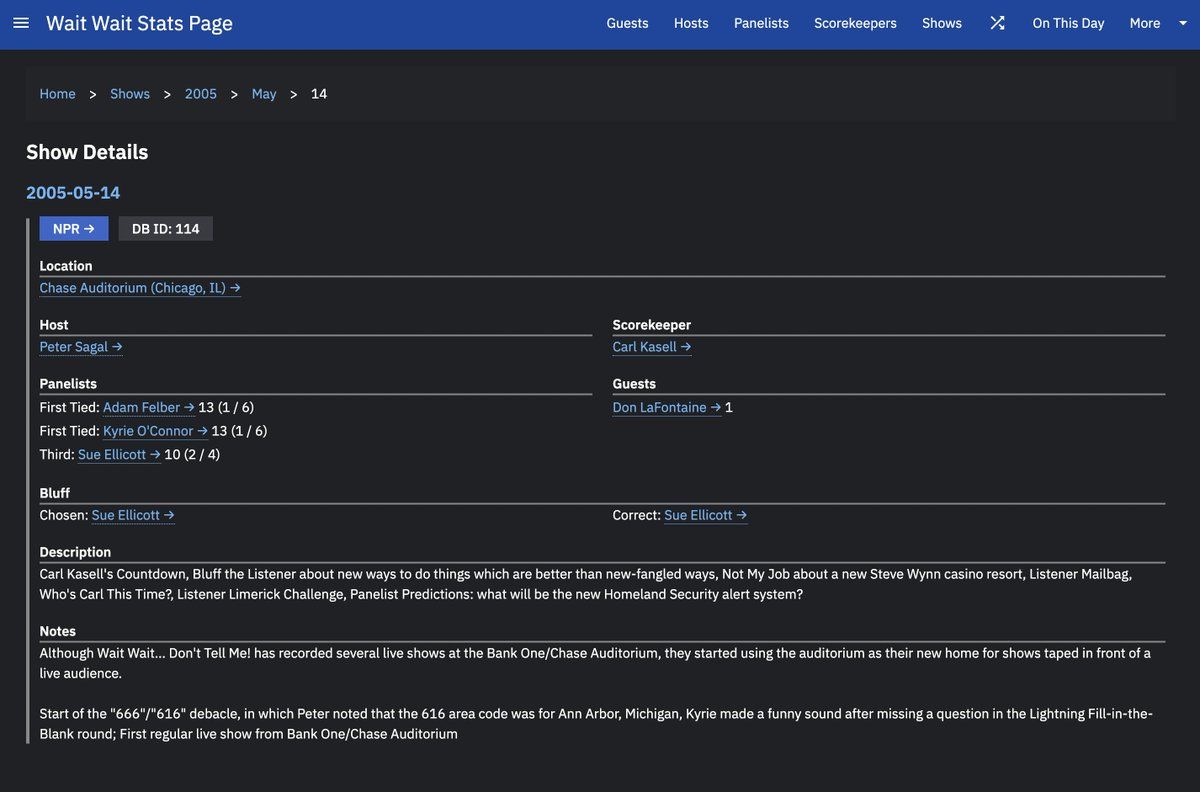 Wait Wait Stats Page
Guests Hosts Panelists Scorekeepers Shows On This Day More
Home > Shows > 2005 > May > 14
Show Details
2005-05-14
NPR → DB ID: 114
Location
Chase Auditorium (Chicago, IL) →
Host
Peter Sagal →
Scorekeeper
Carl Kasell →
Panelists
First Tied: Adam Felber → 13 (1 / 6)
First Tied: Kyrie O'Connor → 13 (1 / 6)
Third: Sue Ellicott → 10 (2 / 4)
Guests
Don LaFontaine → 1
Bluff
Chosen: Sue Ellicott →
Correct: Sue Ellicott →
Description
Carl Kasell's Countdown, Bluff the Listener about new ways to do things which are better than new-fangled ways, Not My Job about a new Steve Wynn casino resort, Listener Mailbag,
Who's Carl This Time?, Listener Limerick Challenge, Panelist Predictions: what will be the new Homeland Security alert system?
Notes
Although Wait Wait... Don't Tell Me! has recorded several live shows at the Bank One/Chase Auditorium, they started using the auditorium as their new home for shows taped in front of a
live audience.
Start of the "666"/"616" debacle, in which Peter noted that the 616 area code was for Ann Arbor, Michigan, Kyrie made a funny sound after missing a question in the Lightning Fill-in-the-
Blank round; First regular live show from Bank One/Chase Auditorium